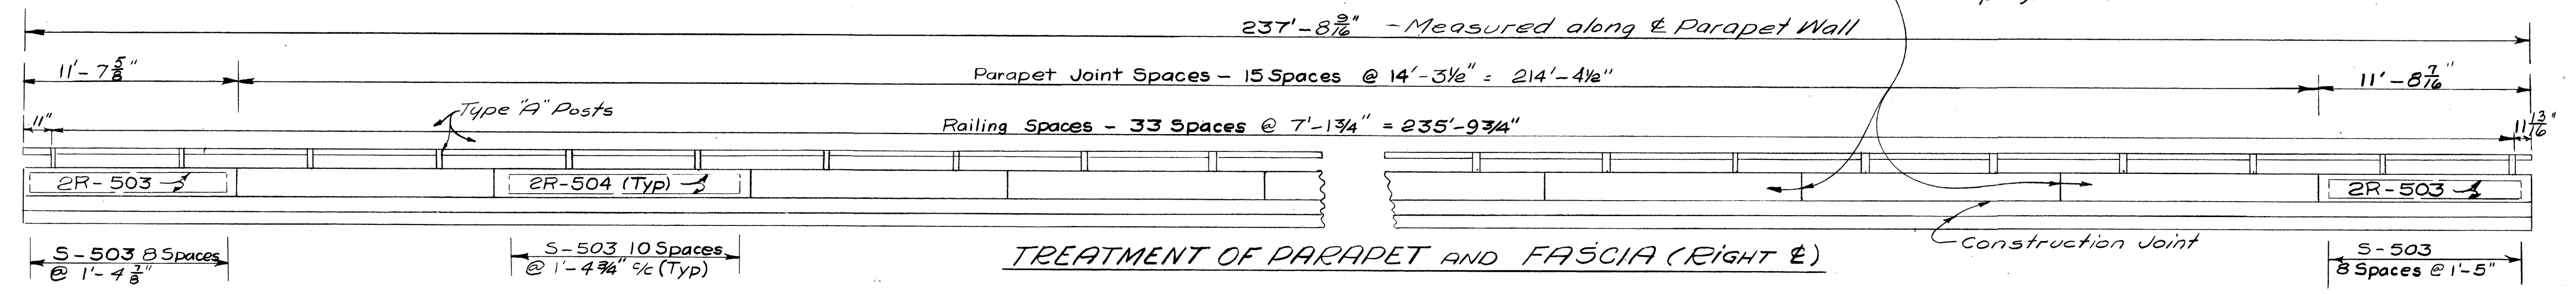 237'-8 9/16" - Measured along ⅊ Parapet Wall
11'-7 5/8"
Parapet Joint Spaces - 15 Spaces @ 14'-3½" = 214'-4½"
11'-8 7/16"
Type "A" Posts
11"
Railing Spaces - 33 Spaces @ 7'-1¾" = 235'-9¾"
11 13/16"
2R-503
2R-504 (Typ)
2R-503
S-503 8 Spaces
@ 1'-4 7/8"
S-503 10 Spaces
@ 1'-4¾" c/c (Typ)
TREATMENT OF PARAPET AND FASCIA (RIGHT ⅊)
Construction Joint
S-503
8 Spaces @ 1'-5"